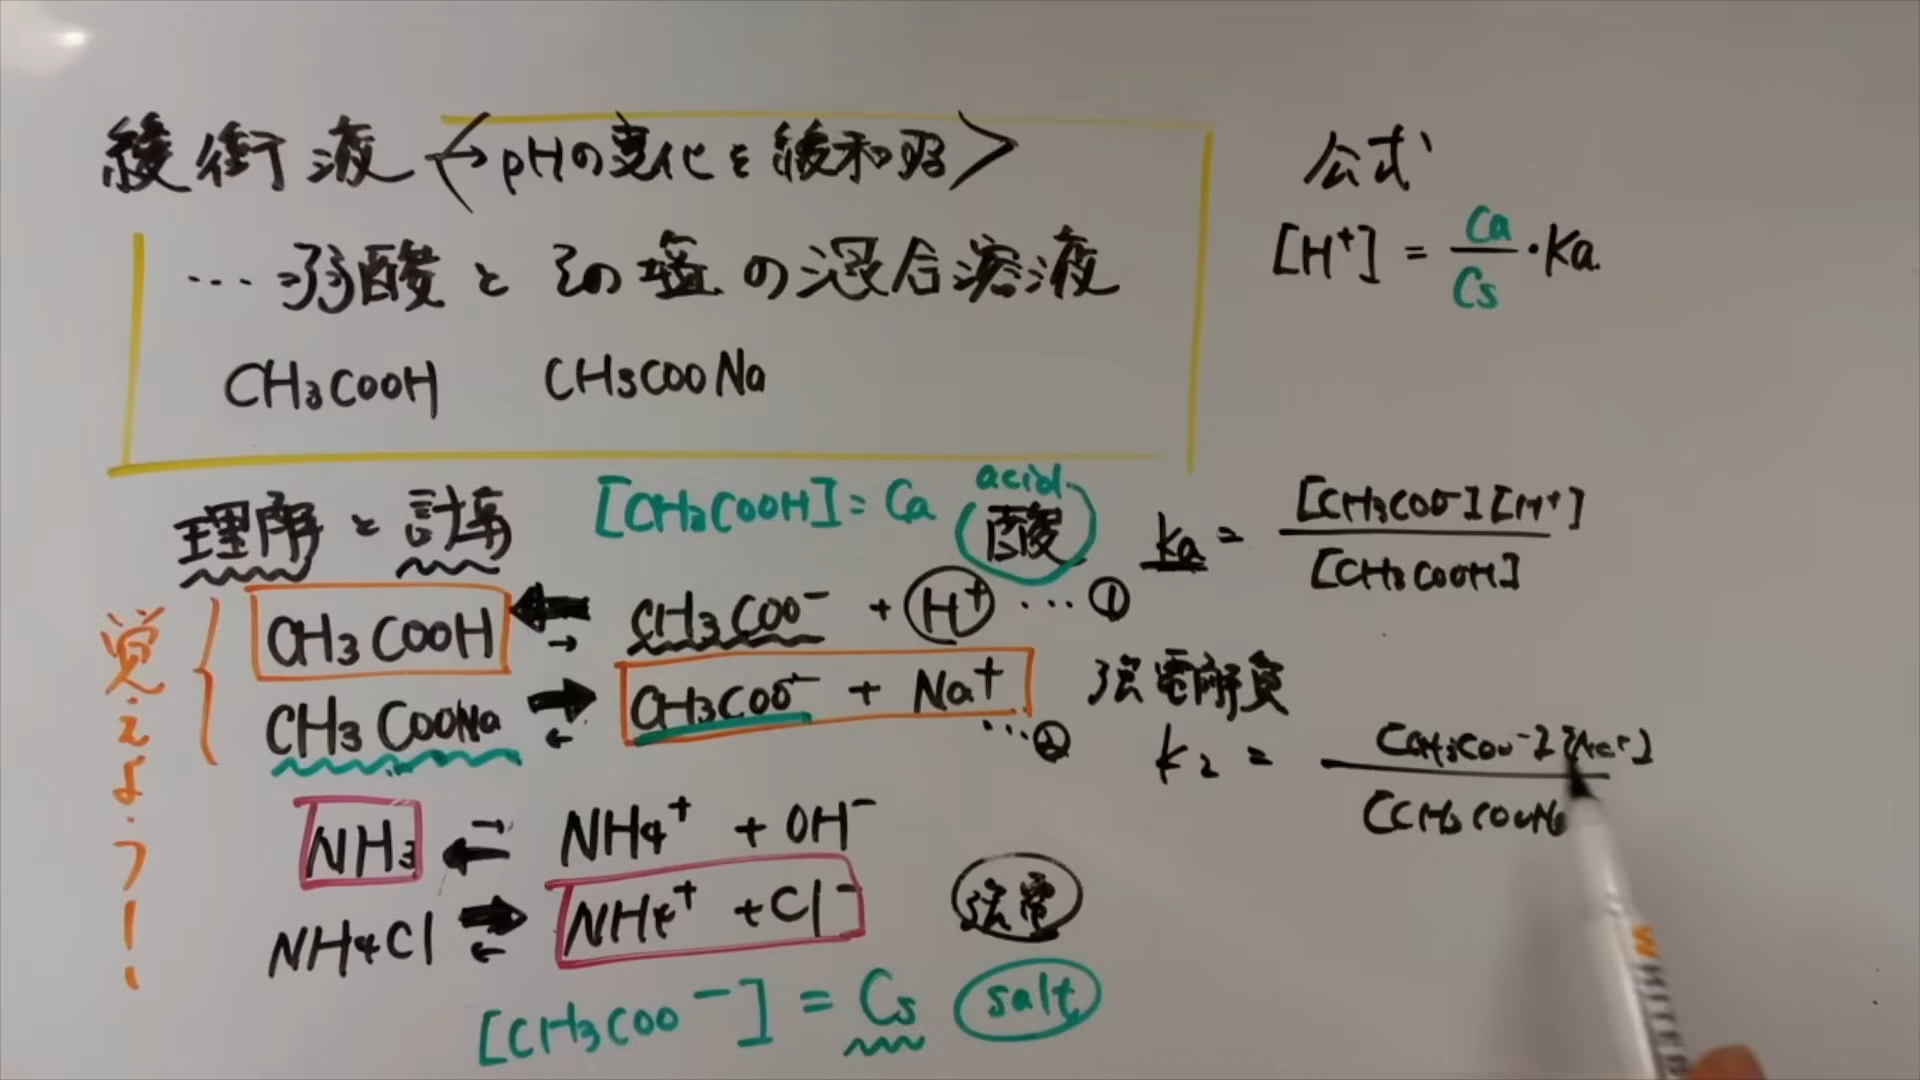 緩衝液〈→pHの変化を緩和する〉
…弱酸とその塩の混合溶液
CH₃COOH CH₃COONa
公式
[H⁺] = Ca/Cs・Ka
理解と計算
[CH₃COOH] = Ca acid (酸)
Ka = [CH₃COO⁻][H⁺]/[CH₃COOH]
覚えよう!
CH₃COOH ⇄ CH₃COO⁻ + H⁺ … ①
CH₃COONa ⇄ CH₃COO⁻ + Na⁺ … ②
強電解質
K₂ = [CH₃COO⁻][Na⁺]/[CH₃COONa
NH₃ ⇄ NH₄⁺ + OH⁻
NH₄Cl ⇄ NH₄⁺ + Cl⁻ 強電
[CH₃COO⁻] = Cs salt